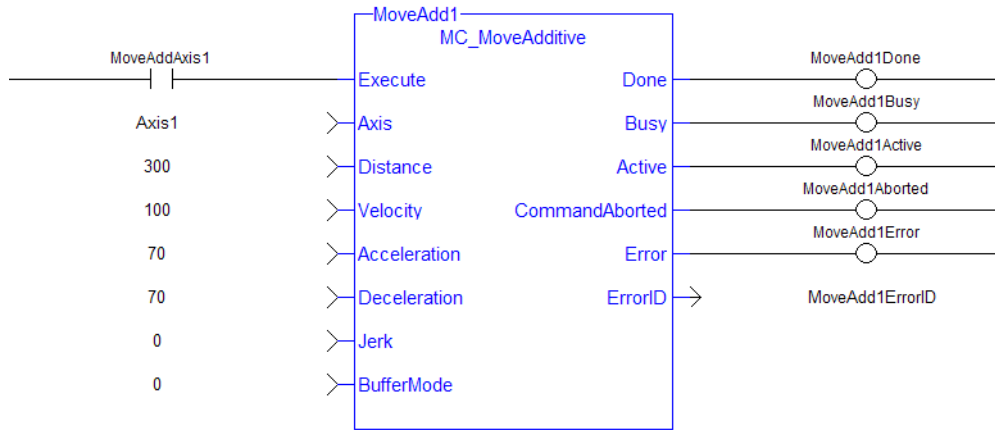 MoveAdd1
MC_MoveAdditive
MoveAddAxis1
Execute
Done
MoveAdd1Done
Axis1
Axis
Busy
MoveAdd1Busy
300
Distance
Active
MoveAdd1Active
100
Velocity
CommandAborted
MoveAdd1Aborted
70
Acceleration
Error
MoveAdd1Error
70
Deceleration
ErrorID
MoveAdd1ErrorID
0
Jerk
0
BufferMode